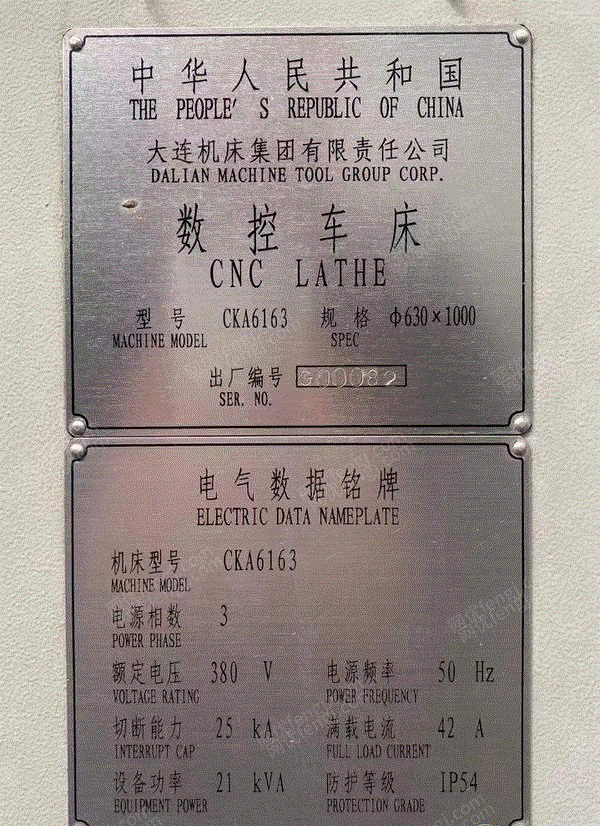 中华人民共和国
THE PEOPLE'S REPUBLIC OF CHINA
大连机床集团有限责任公司
DALIAN MACHINE TOOL GROUP CORP.
数控车床
CNC LATHE
型号 CKA6163 规格 Φ630×1000
MACHINE MODEL SPEC
出厂编号
SER. NO.
电气数据铭牌
ELECTRIC DATA NAMEPLATE
机床型号 CKA6163
MACHINE MODEL
电源相数 3
POWER PHASE
额定电压 380 V 电源频率 50 Hz
VOLTAGE RATING POWER FREQUENCY
切断能力 25 kA 满载电流 42 A
INTERRUPT CAP FULL LOAD CURRENT
设备功率 21 kVA 防护等级 IP54
EQUIPMENT POWER PROTECTION GRADE